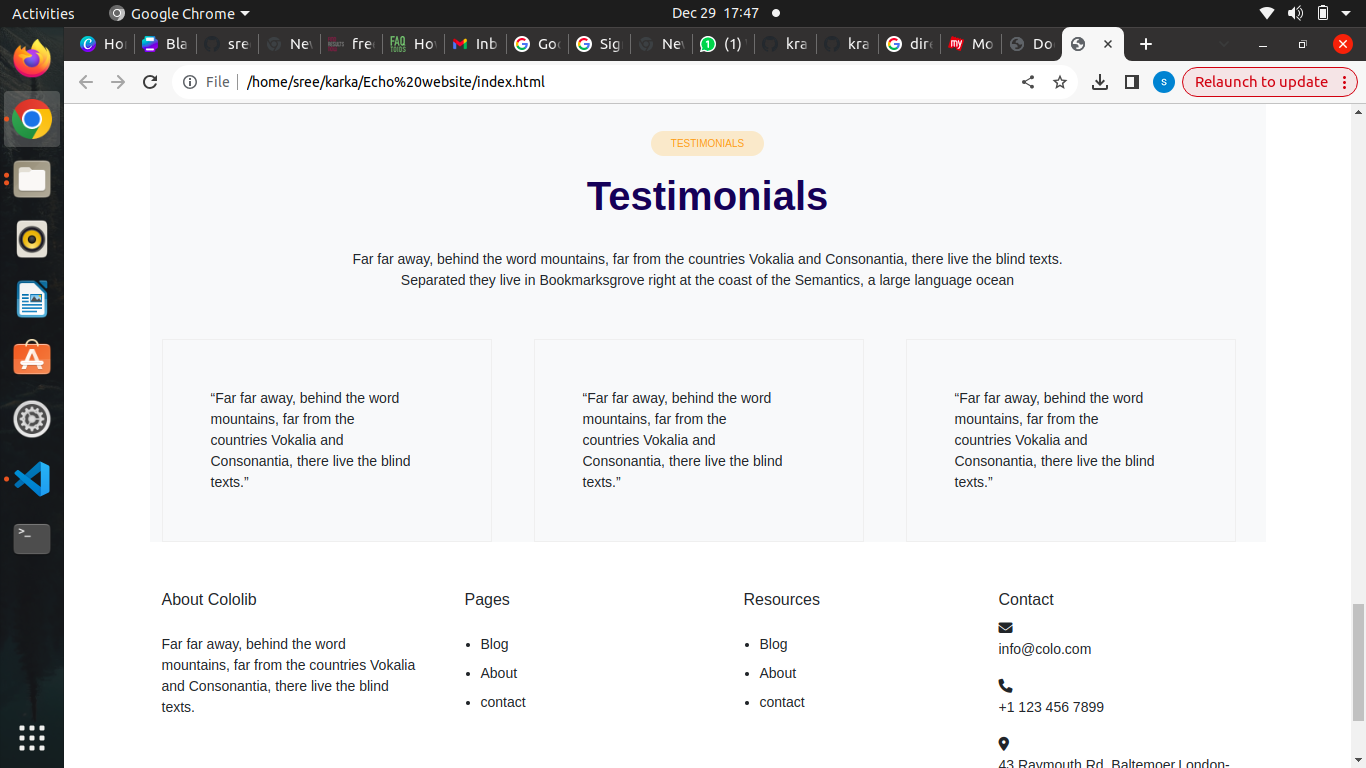 Activities Google Chrome Dec 29 17:47
Ho Bla sree Ne fre Ho Inb Goo Sig Ne (1) kra kra dire Mo Do
File /home/sree/karka/Echo%20website/index.html S Relaunch to update
TESTIMONIALS
Testimonials
Far far away, behind the word mountains, far from the countries Vokalia and Consonantia, there live the blind texts.
Separated they live in Bookmarksgrove right at the coast of the Semantics, a large language ocean
“Far far away, behind the word
mountains, far from the
countries Vokalia and
Consonantia, there live the blind
texts.”
“Far far away, behind the word
mountains, far from the
countries Vokalia and
Consonantia, there live the blind
texts.”
“Far far away, behind the word
mountains, far from the
countries Vokalia and
Consonantia, there live the blind
texts.”
About Cololib
Far far away, behind the word
mountains, far from the countries Vokalia
and Consonantia, there live the blind
texts.
Pages
Blog
About
contact
Resources
Blog
About
contact
Contact
info@colo.com
+1 123 456 7899
43 Raymouth Rd. Baltemoer London-